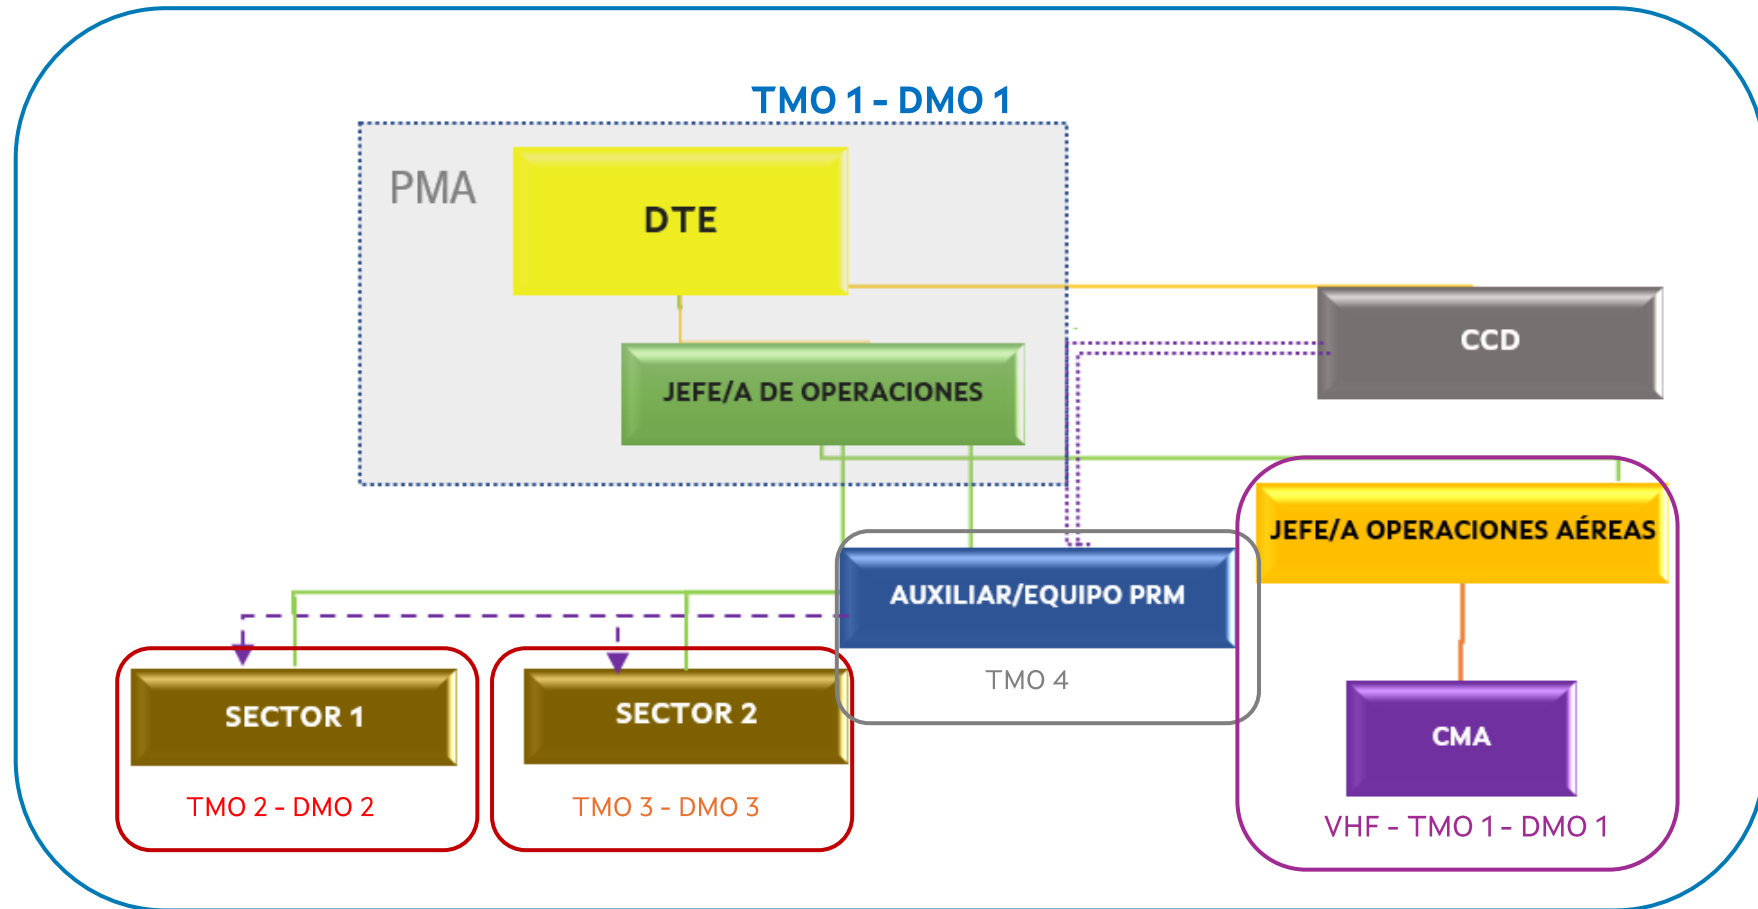 TMO 1 - DMO 1
PMA
DTE
CCD
JEFE/A DE OPERACIONES
JEFE/A OPERACIONES AÉREAS
AUXILIAR/EQUIPO PRM
TMO 4
SECTOR 1
SECTOR 2
CMA
TMO 2 - DMO 2
TMO 3 - DMO 3
VHF - TMO 1 - DMO 1